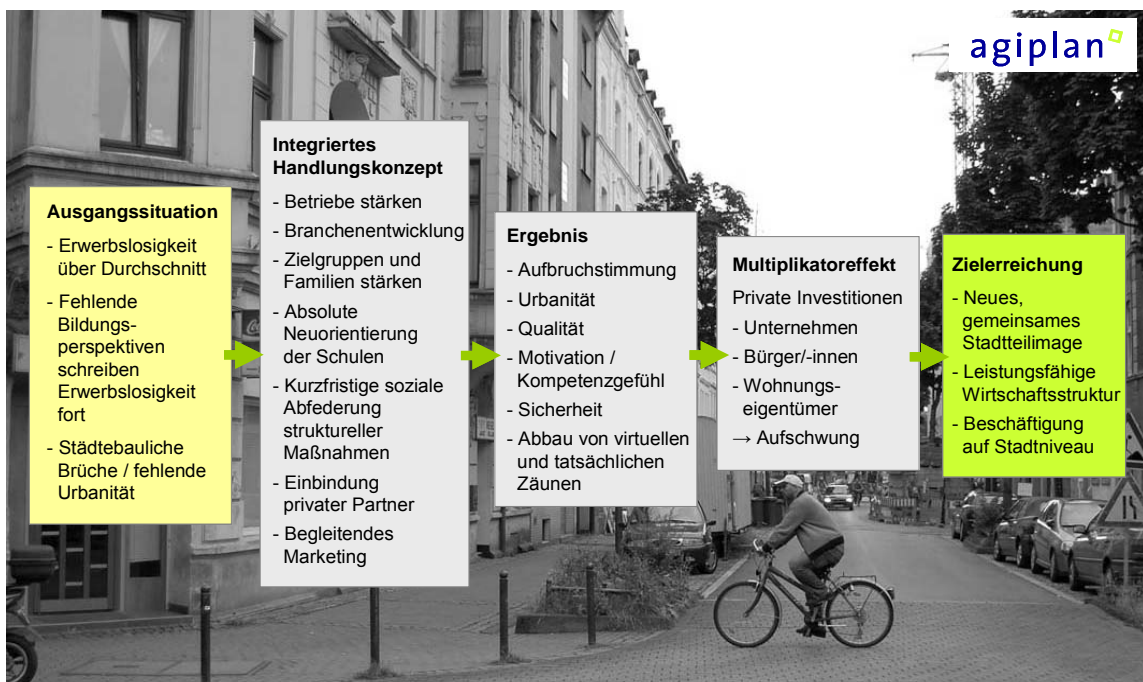 agiplan
Ausgangssituation
- Erwerbslosigkeit
über Durchschnitt
- Fehlende
Bildungs-
perspektiven
schreiben
Erwerbslosigkeit
fort
- Städtebauliche
Brüche / fehlende
Urbanität
Integriertes
Handlungskonzept
- Betriebe stärken
- Branchenentwicklung
- Zielgruppen und
Familien stärken
- Absolute
Neuorientierung
der Schulen
- Kurzfristige soziale
Abfederung
struktureller
Maßnahmen
- Einbindung
privater Partner
- Begleitendes
Marketing
Ergebnis
- Aufbruchstimmung
- Urbanität
- Qualität
- Motivation /
Kompetenzgefühl
- Sicherheit
- Abbau von virtuellen
und tatsächlichen
Zäunen
Multiplikatoreffekt
Private Investitionen
- Unternehmen
- Bürger/-innen
- Wohnungs-
eigentümer
→ Aufschwung
Zielerreichung
- Neues,
gemeinsames
Stadtteilimage
- Leistungsfähige
Wirtschaftsstruktur
- Beschäftigung
auf Stadtniveau